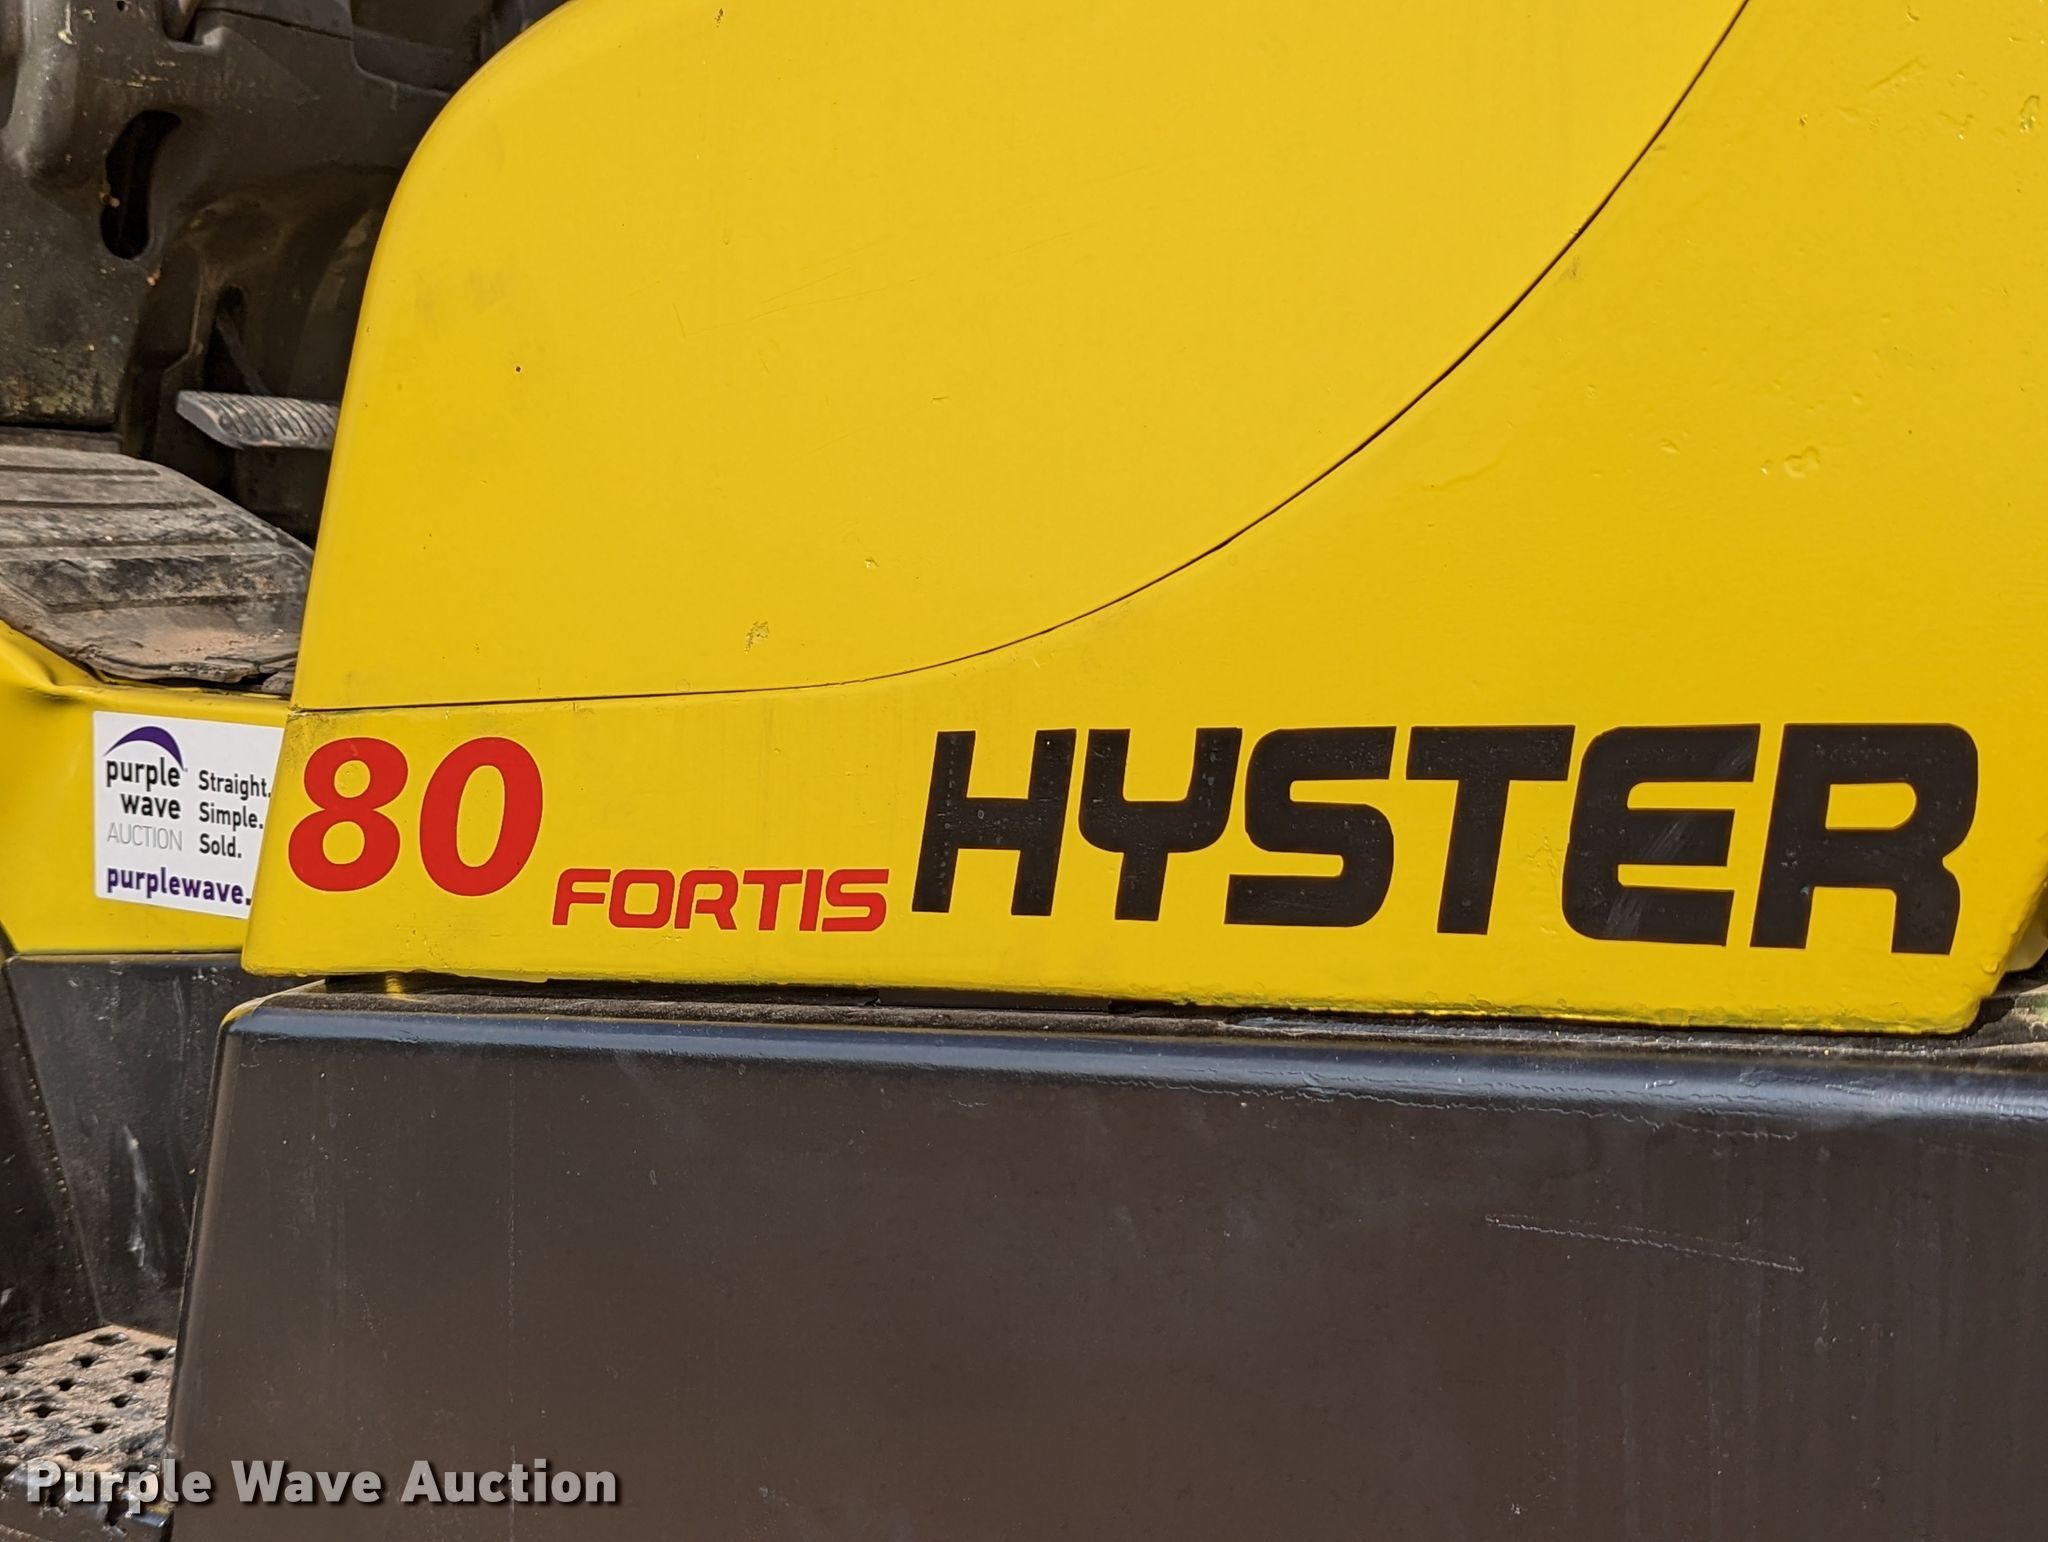 purple
wave
AUCTION
Straight.
Simple.
Sold.
purplewave.
80 FORTIS HYSTER
Purple Wave Auction